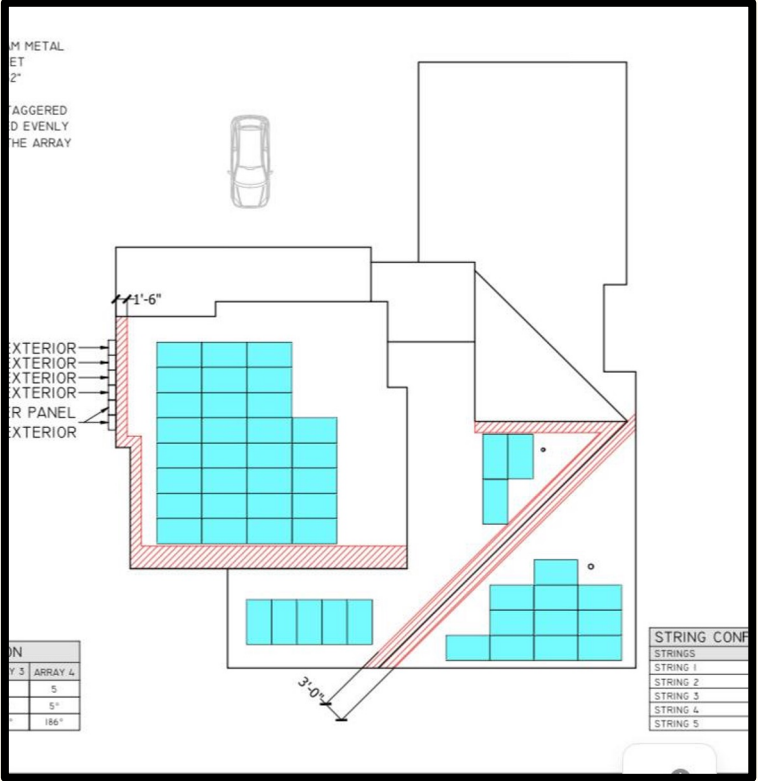 AM METAL
ET
2"
TAGGERED
D EVENLY
THE ARRAY
1'-6"
EXTERIOR
EXTERIOR
EXTERIOR
EXTERIOR
ER PANEL
EXTERIOR
3'-0"
ON
Y 3 ARRAY 4
5
5°
° 186°
STRING CONF
STRINGS
STRING 1
STRING 2
STRING 3
STRING 4
STRING 5